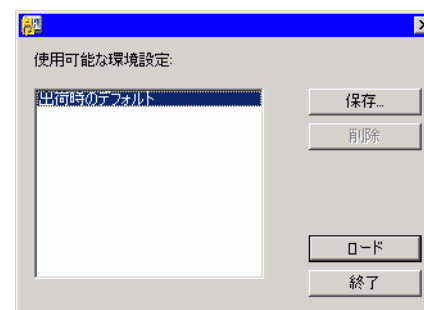 使用可能な環境設定:
出荷時のデフォルト
保存...
削除
ロード
終了